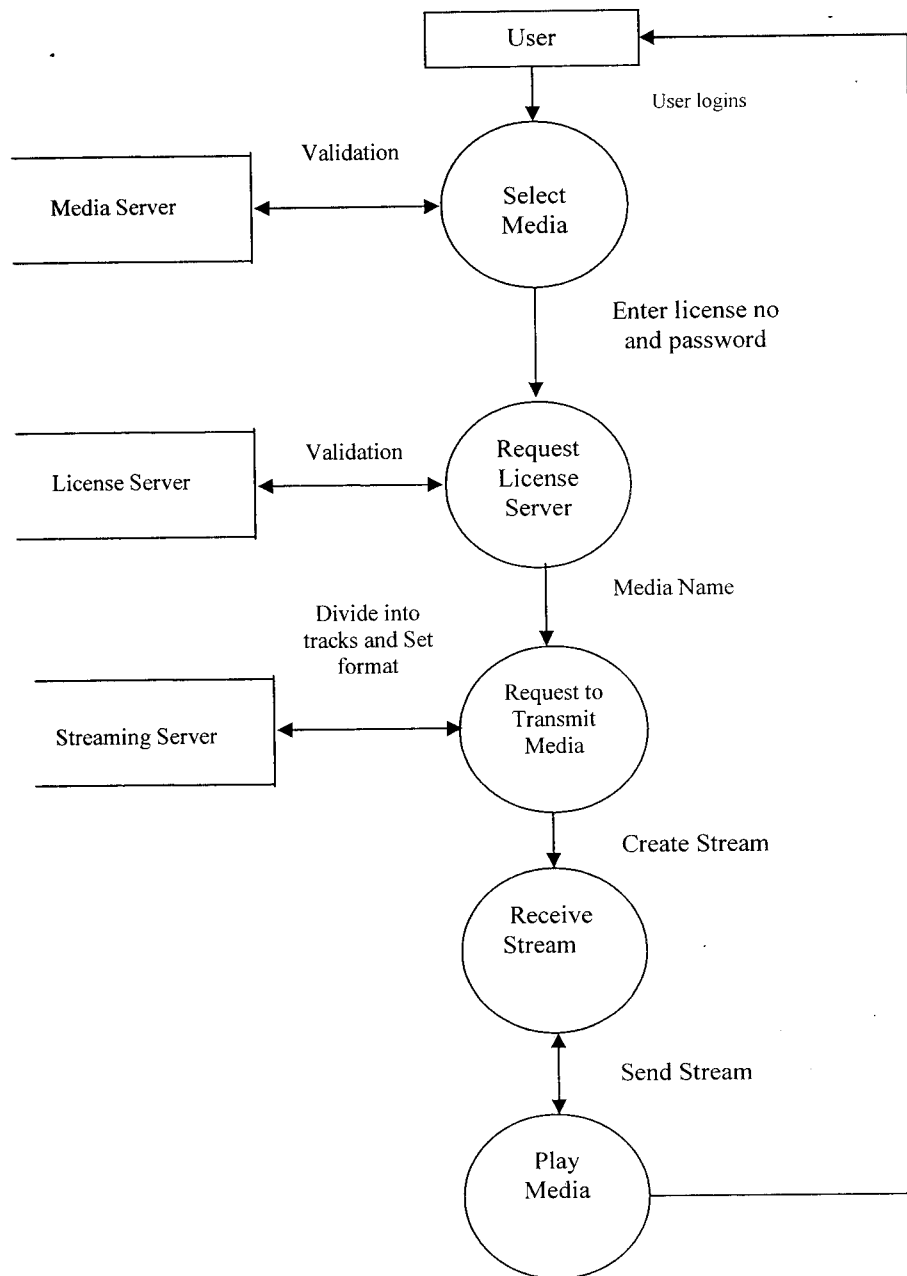 User
User logins
Validation
Media Server
Select
Media
Enter license no
and password
Validation
License Server
Request
License
Server
Media Name
Divide into
tracks and Set
format
Streaming Server
Request to
Transmit
Media
Create Stream
Receive
Stream
Send Stream
Play
Media